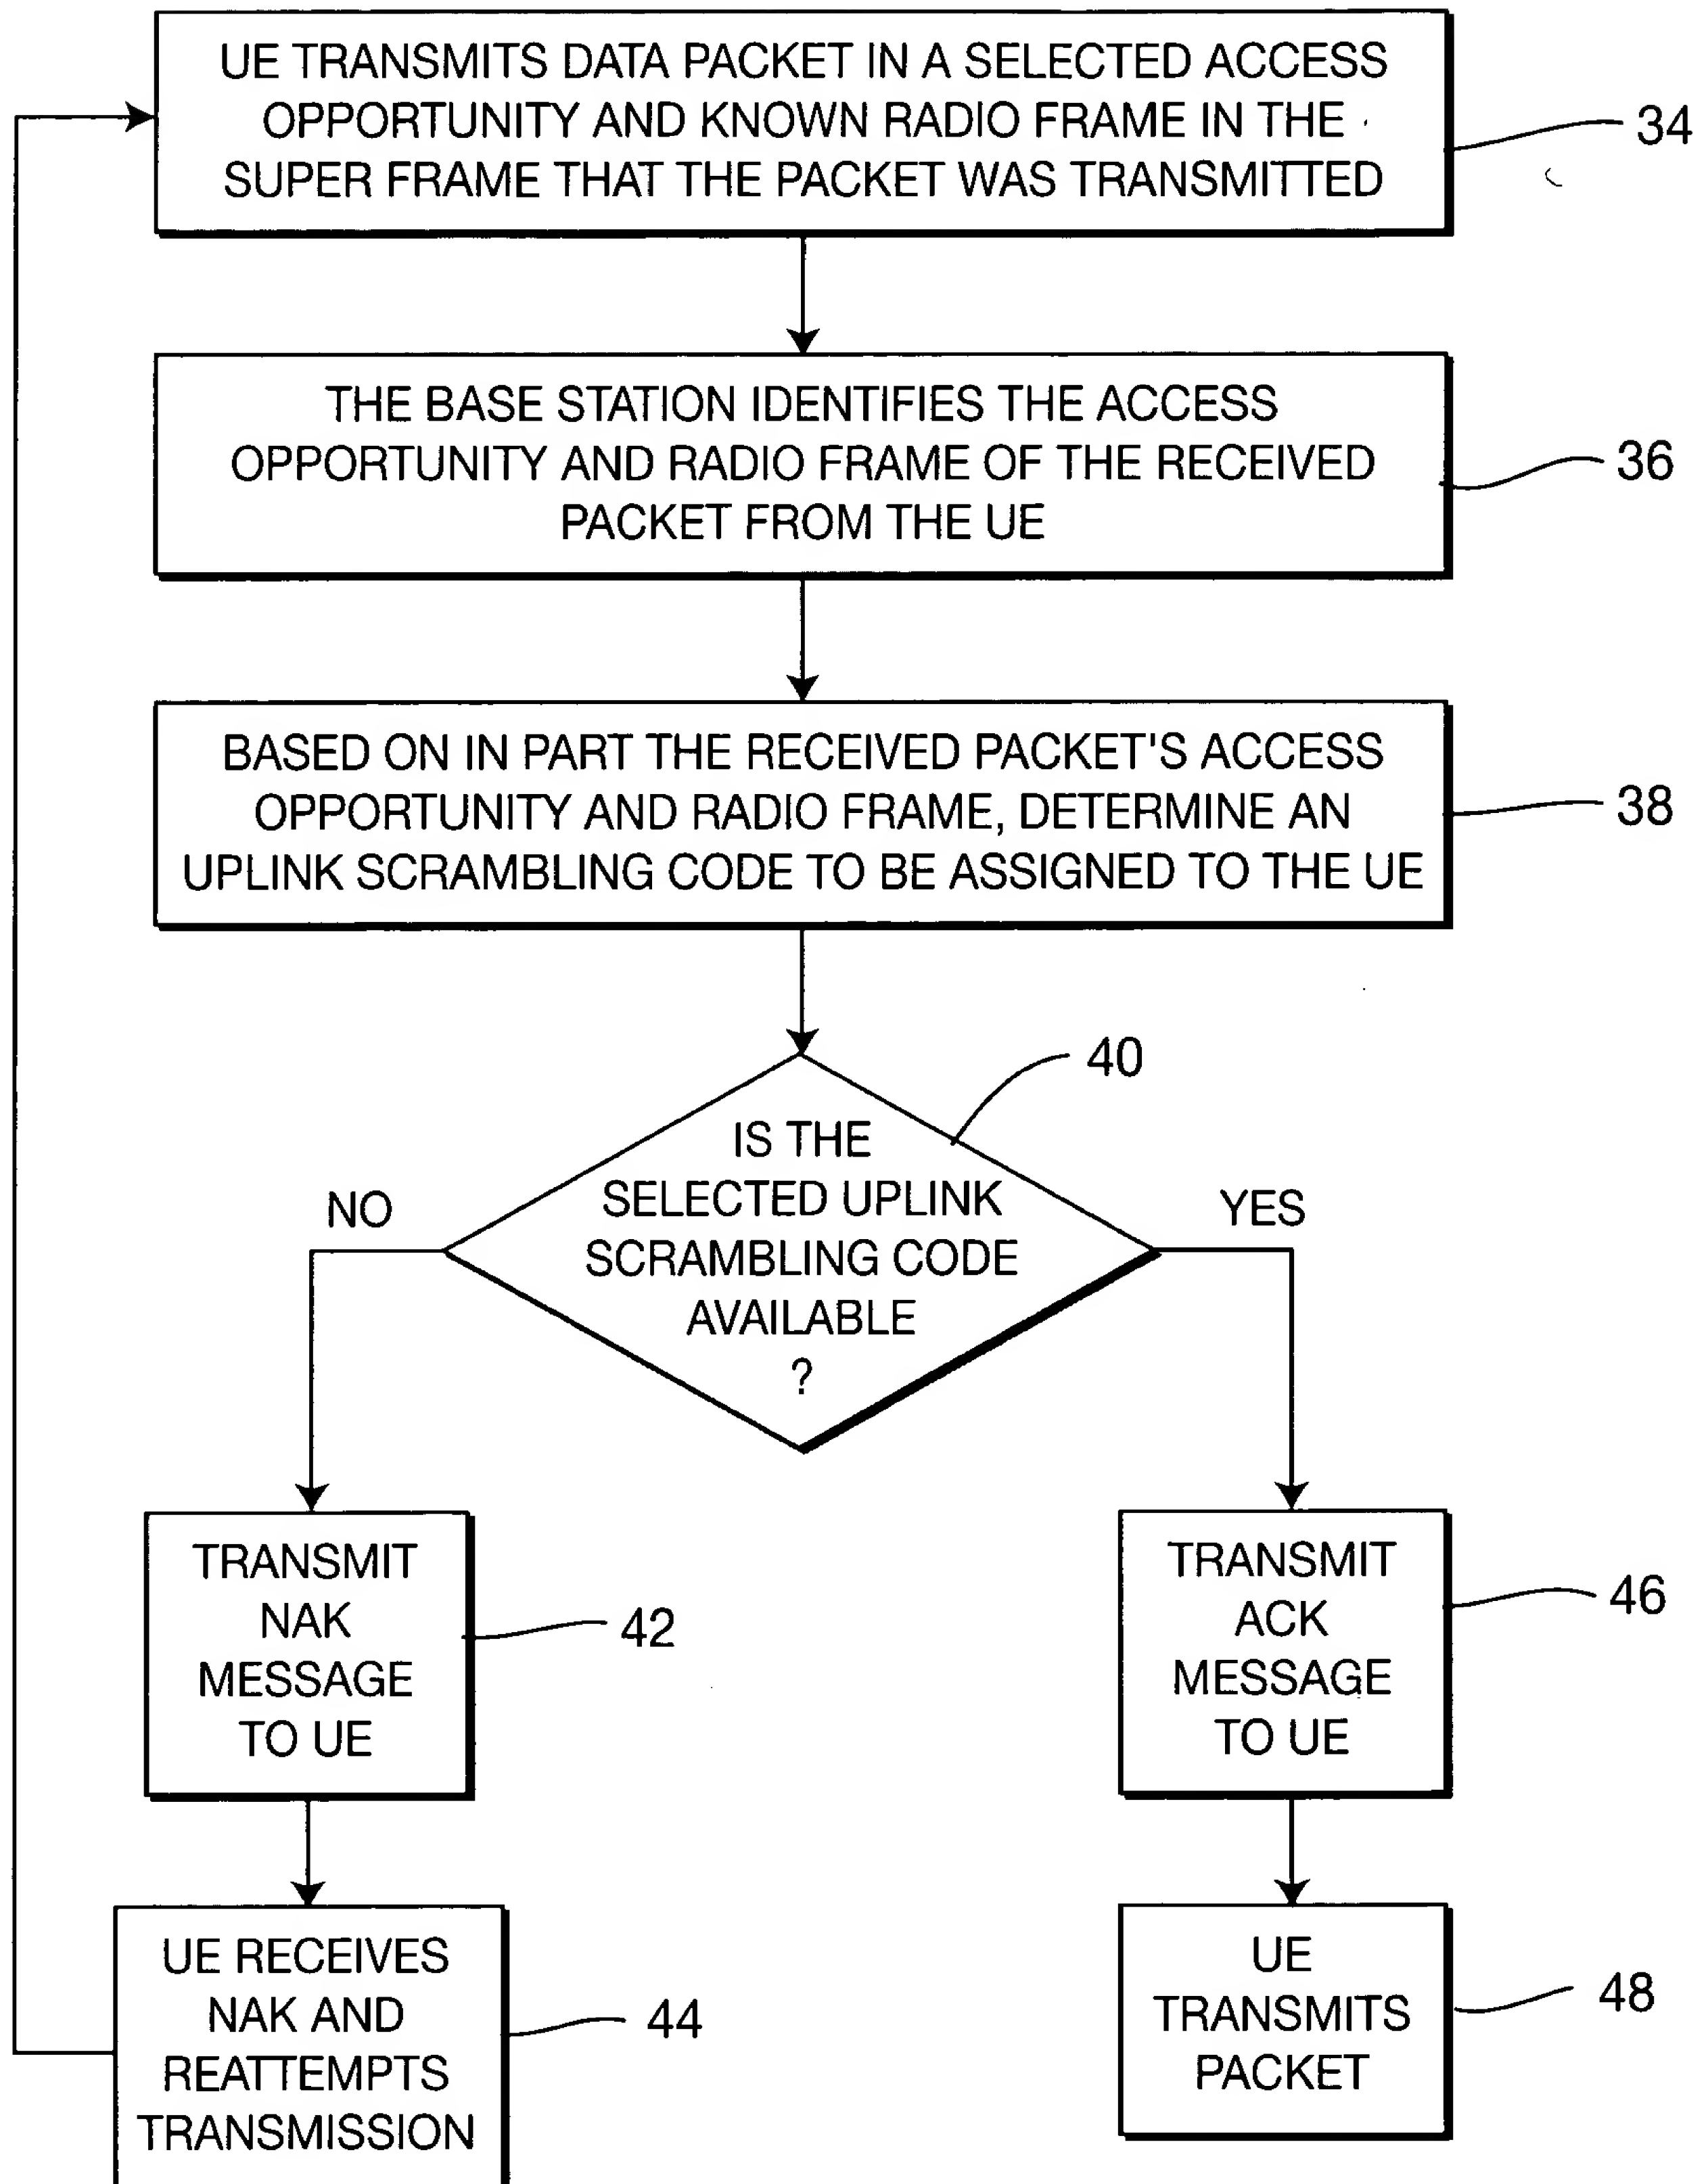 UE TRANSMITS DATA PACKET IN A SELECTED ACCESS
OPPORTUNITY AND KNOWN RADIO FRAME IN THE
SUPER FRAME THAT THE PACKET WAS TRANSMITTED
34
THE BASE STATION IDENTIFIES THE ACCESS
OPPORTUNITY AND RADIO FRAME OF THE RECEIVED
PACKET FROM THE UE
36
BASED ON IN PART THE RECEIVED PACKET'S ACCESS
OPPORTUNITY AND RADIO FRAME, DETERMINE AN
UPLINK SCRAMBLING CODE TO BE ASSIGNED TO THE UE
38
40
IS THE
SELECTED UPLINK
SCRAMBLING CODE
AVAILABLE
?
NO
YES
TRANSMIT
NAK
MESSAGE
TO UE
42
TRANSMIT
ACK
MESSAGE
TO UE
46
UE RECEIVES
NAK AND
REATTEMPTS
TRANSMISSION
44
UE
TRANSMITS
PACKET
48